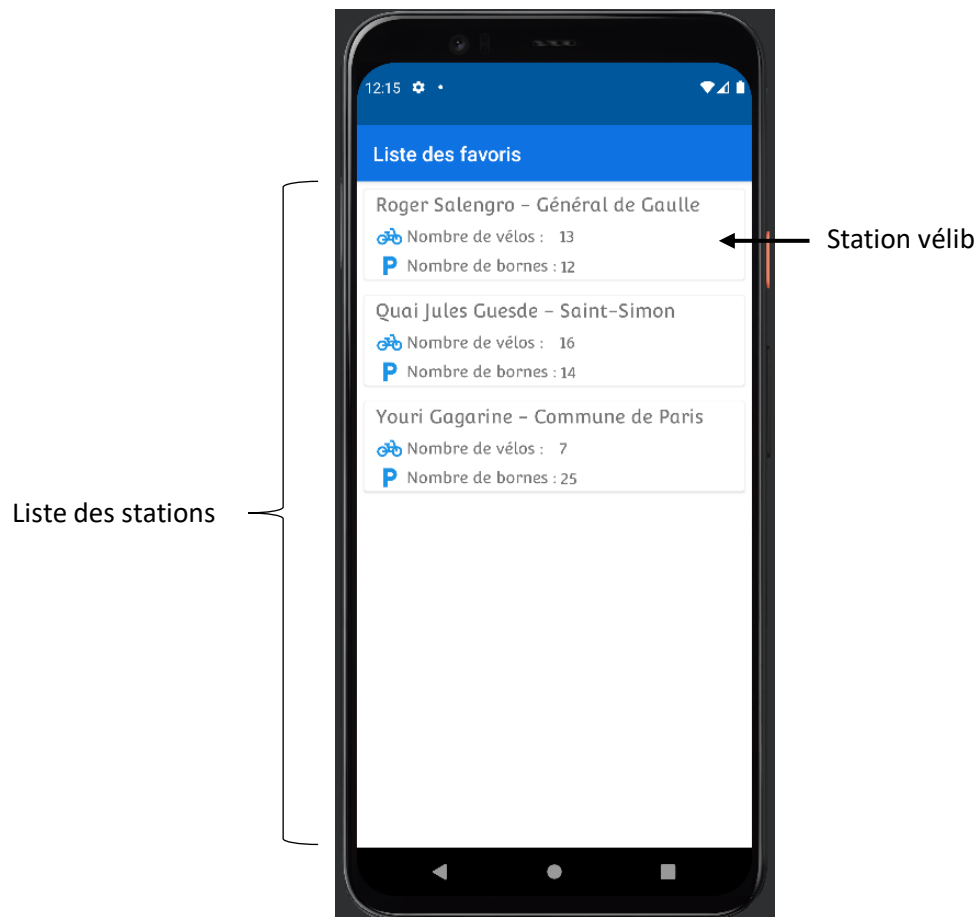 12:15
Liste des favoris
Roger Salengro - Général de Gaulle
Nombre de vélos : 13
P Nombre de bornes : 12
Station vélib
Quai Jules Guesde - Saint-Simon
Nombre de vélos : 16
P Nombre de bornes : 14
Youri Gagarine - Commune de Paris
Nombre de vélos : 7
P Nombre de bornes : 25
Liste des stations